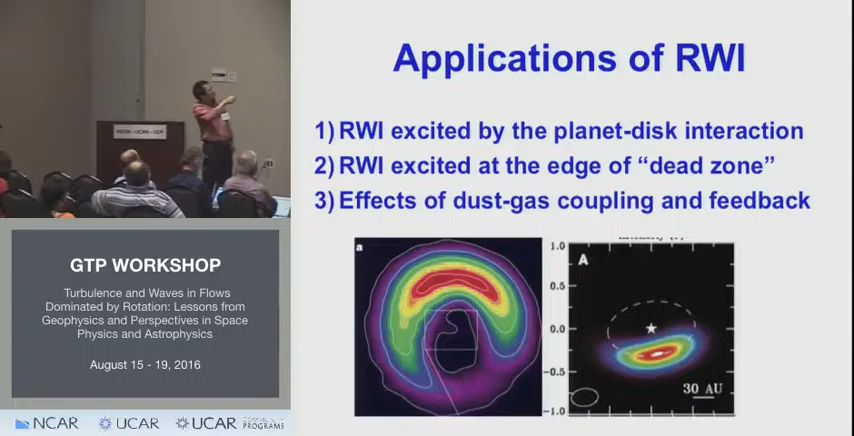 Applications of RWI
1) RWI excited by the planet-disk interaction
2) RWI excited at the edge of “dead zone”
3) Effects of dust-gas coupling and feedback
a
A
1.0
0.5
0.0
-0.5
-1.0
30 AU
GTP WORKSHOP
Turbulence and Waves in Flows
Dominated by Rotation: Lessons from
Geophysics and Perspectives in Space
Physics and Astrophysics
August 15 - 19, 2016
NCAR
UCAR
UCAR
PROGRAMS